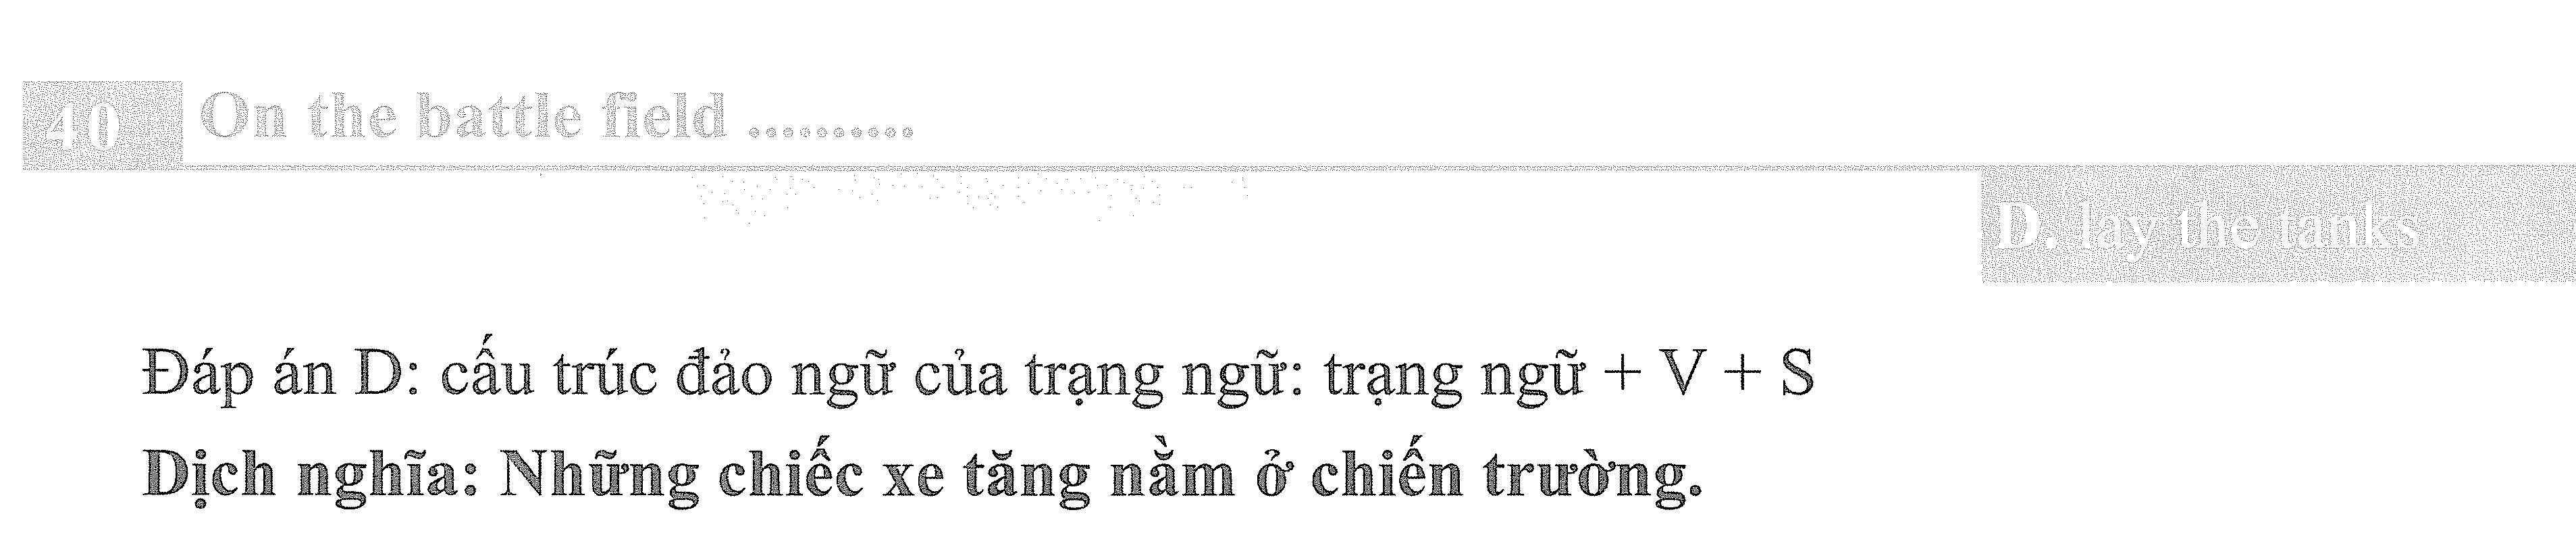 40 On the battle field ..........
D. lay the tanks
Đáp án D: cấu trúc đảo ngữ của trạng ngữ: trạng ngữ + V + S
Dịch nghĩa: Những chiếc xe tăng nằm ở chiến trường.